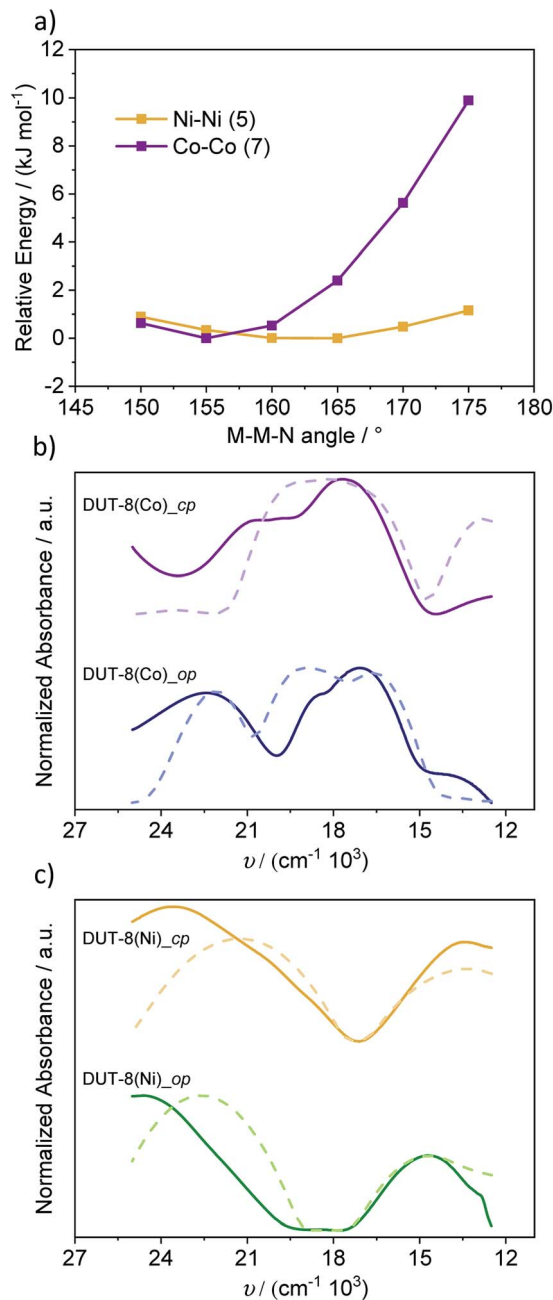 a)
Relative Energy / (kJ mol⁻¹)
12
10
8
6
4
2
0
-2
Ni-Ni (5)
Co-Co (7)
145 150 155 160 165 170 175 180
M-M-N angle / °
b)
Normalized Absorbance / a.u.
DUT-8(Co)_cp
DUT-8(Co)_op
27 24 21 18 15 12
υ / (cm⁻¹ 10³)
c)
Normalized Absorbance / a.u.
DUT-8(Ni)_cp
DUT-8(Ni)_op
27 24 21 18 15 12
υ / (cm⁻¹ 10³)